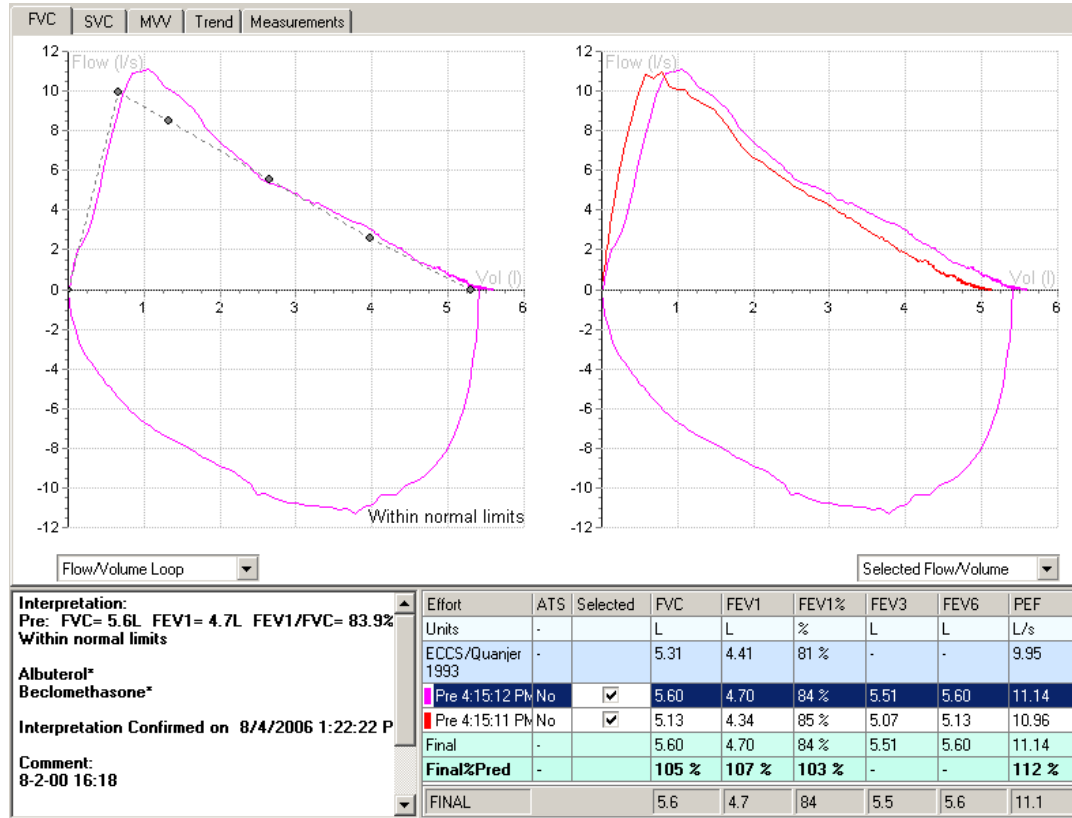 FVC SVC MVV Trend Measurements
Flow (l/s)
12
10
8
6
4
2
0
-2
-4
-6
-8
-10
-12
1 2 3 4 5 6
Vol (l)
Within normal limits
Flow (l/s)
12
10
8
6
4
2
0
-2
-4
-6
-8
-10
-12
1 2 3 4 5 6
Vol (l)
Flow/Volume Loop
Selected Flow/Volume
Interpretation:
Pre: FVC= 5.6L FEV1= 4.7L FEV1/FVC= 83.9%
Within normal limits
Albuterol*
Beclomethasone*
Interpretation Confirmed on 8/4/2006 1:22:22 P
Comment:
8-2-00 16:18
Effort ATS Selected FVC FEV1 FEV1% FEV3 FEV6 PEF
Units - L L % L L L/s
ECCS/Quanjer 1993 - 5.31 4.41 81 % - - 9.95
Pre 4:15:12 PM No 5.60 4.70 84 % 5.51 5.60 11.14
Pre 4:15:11 PM No 5.13 4.34 85 % 5.07 5.13 10.96
Final - 5.60 4.70 84 % 5.51 5.60 11.14
Final%Pred - 105 % 107 % 103 % - - 112 %
FINAL 5.6 4.7 84 5.5 5.6 11.1